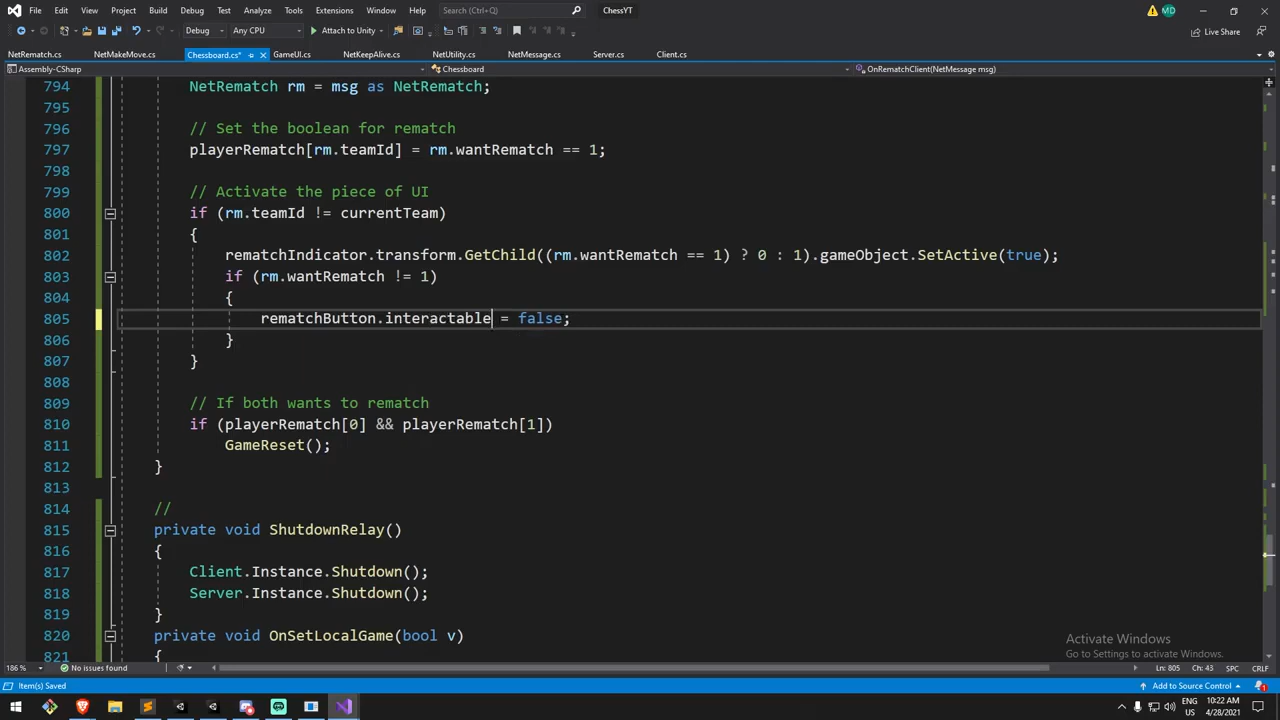 File Edit View Project Build Debug Test Analyze Tools Extensions Window Help Search (Ctrl+Q) ChessYT MD
Debug Any CPU Attach to Unity Live Share
NetRematch.cs NetMakeMove.cs Chessboard.cs* GameUI.cs NetKeepAlive.cs NetUtility.cs NetMessage.cs Server.cs Client.cs
Assembly-CSharp Chessboard OnRematchClient(NetMessage msg)
794 NetRematch rm = msg as NetRematch;
795
796 // Set the boolean for rematch
797 playerRematch[rm.teamId] = rm.wantRematch == 1;
798
799 // Activate the piece of UI
800 if (rm.teamId != currentTeam)
801 {
802 rematchIndicator.transform.GetChild((rm.wantRematch == 1) ? 0 : 1).gameObject.SetActive(true);
803 if (rm.wantRematch != 1)
804 {
805 rematchButton.interactable = false;
806 }
807 }
808
809 // If both wants to rematch
810 if (playerRematch[0] && playerRematch[1])
811 GameReset();
812 }
813
814 //
815 private void ShutdownRelay()
816 {
817 Client.Instance.Shutdown();
818 Server.Instance.Shutdown();
819 }
820 private void OnSetLocalGame(bool v)
821 {
Activate Windows
Go to Settings to activate Windows.
186 % No issues found Ln: 805 Ch: 43 SPC CRLF
Item(s) Saved Add to Source Control 1
ENG 10:22 AM
US 4/28/2021